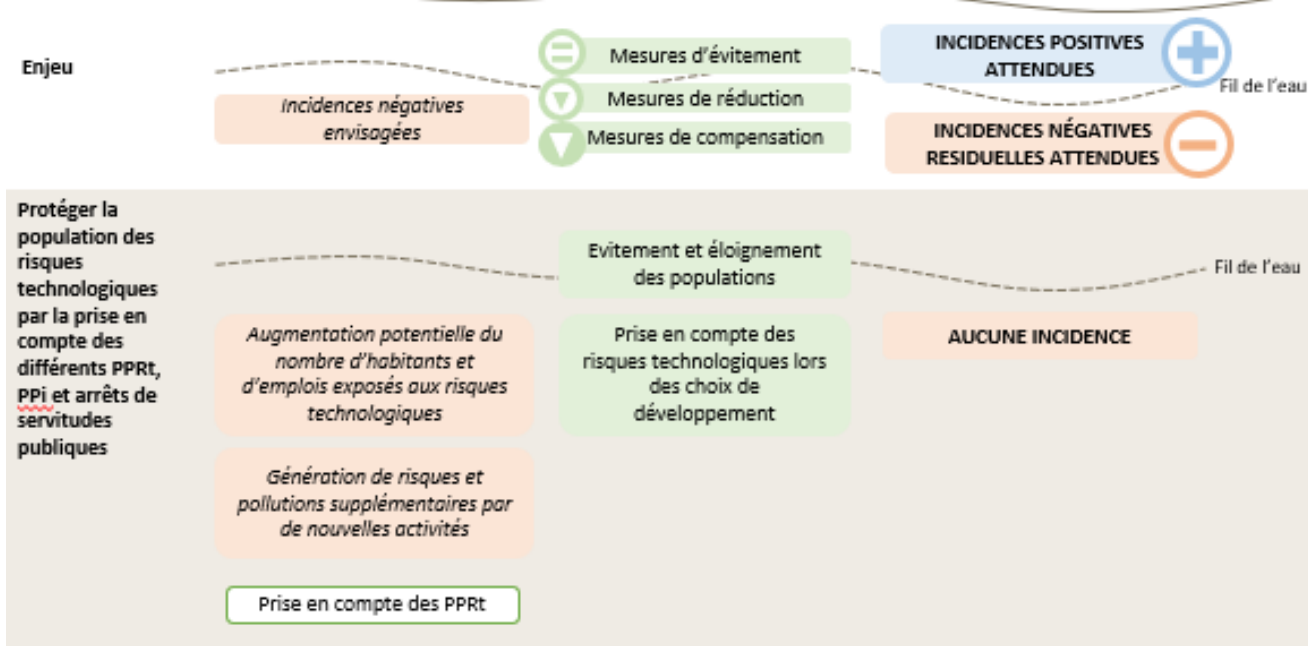 Enjeu
Incidences négatives
envisagées
Mesures d'évitement
Mesures de réduction
Mesures de compensation
INCIDENCES POSITIVES
ATTENDUES
Fil de l'eau
INCIDENCES NÉGATIVES
RESIDUELLES ATTENDUES
Protéger la
population des
risques
technologiques
par la prise en
compte des
différents PPRt,
PPi et arrêts de
servitudes
publiques
Augmentation potentielle du
nombre d'habitants et
d'emplois exposés aux risques
technologiques
Génération de risques et
pollutions supplémentaires par
de nouvelles activités
Prise en compte des PPRt
Evitement et éloignement
des populations
Prise en compte des
risques technologiques lors
des choix de
développement
Fil de l'eau
AUCUNE INCIDENCE